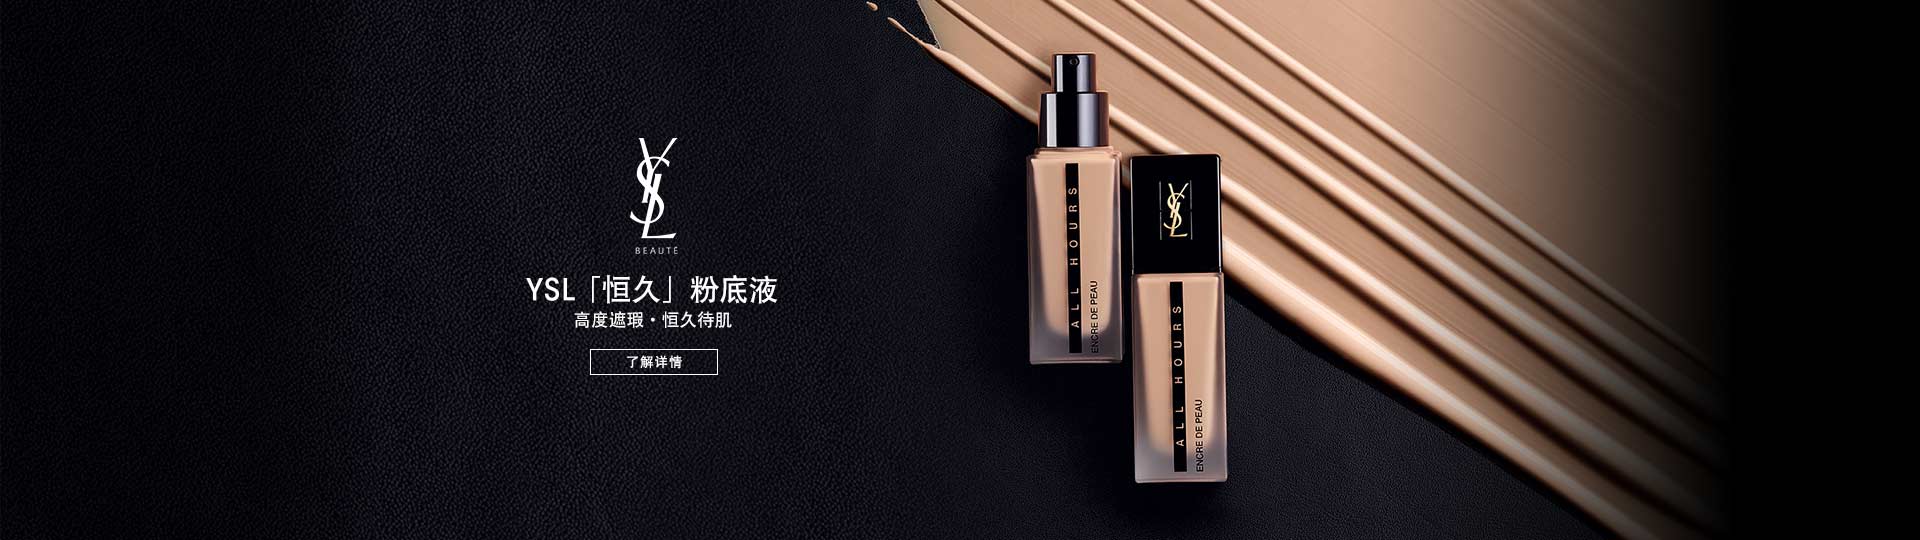 YSL
BEAUTÉ
YSL「恒久」粉底液
高度遮瑕・恒久待肌
了解详情
ALL HOURS
ENCRE DE PEAU
YSL
ALL HOURS
ENCRE DE PEAU